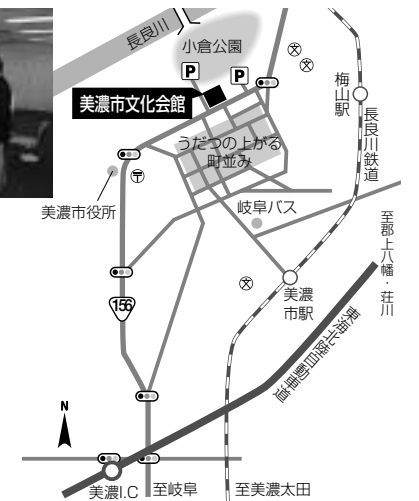 長良川
小倉公園
P
P
美濃市文化会館
梅山駅
長良川鉄道
うだつの上がる
町並み
文
文
〒
美濃市役所
岐阜バス
至郡上八幡・荘川
文
美濃
市駅
156
東海北陸自動車道
N
美濃I.C
至岐阜
至美濃太田